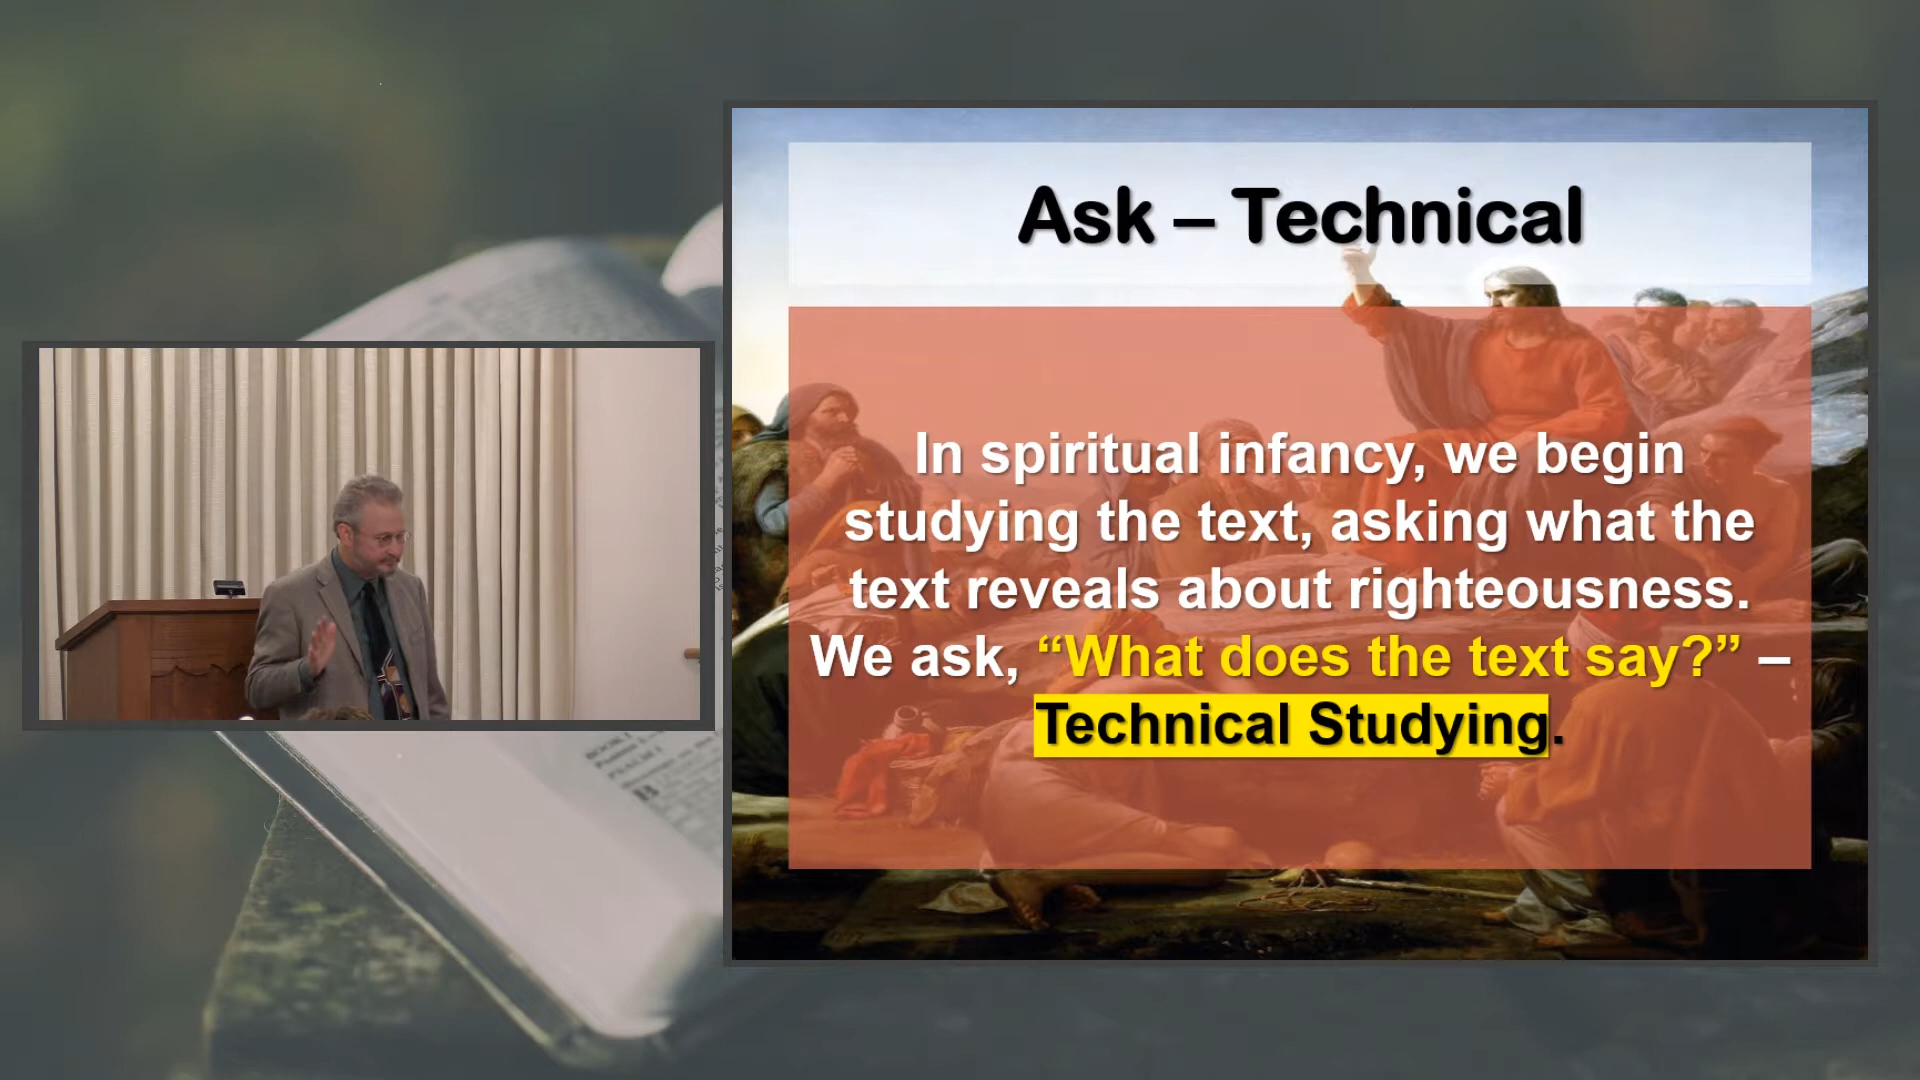 Ask – Technical
In spiritual infancy, we begin
studying the text, asking what the
text reveals about righteousness.
We ask, “What does the text say?” –
Technical Studying.